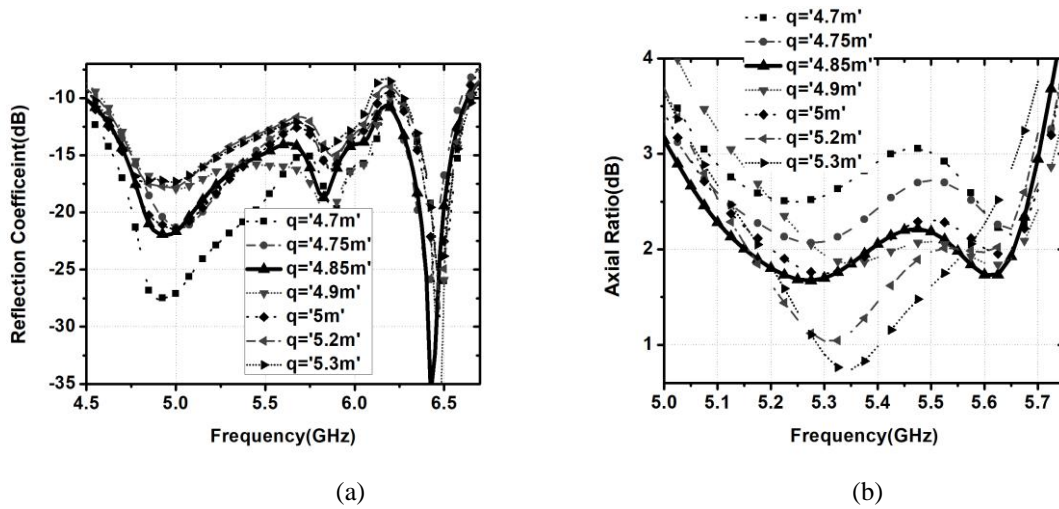 -10
-15
-20
-25
-30
-35
4.5
5.0
5.5
6.0
6.5
Reflection Coefficeint(dB)
Frequency(GHz)
q='4.7m'
q='4.75m'
q='4.85m'
q='4.9m'
q='5m'
q='5.2m'
q='5.3m'
(a)
q='4.7m'
q='4.75m'
q='4.85m'
q='4.9m'
q='5m'
q='5.2m'
q='5.3m'
4
3
2
1
5.0
5.1
5.2
5.3
5.4
5.5
5.6
5.7
Axial Ratio(dB)
Frequency(GHz)
(b)